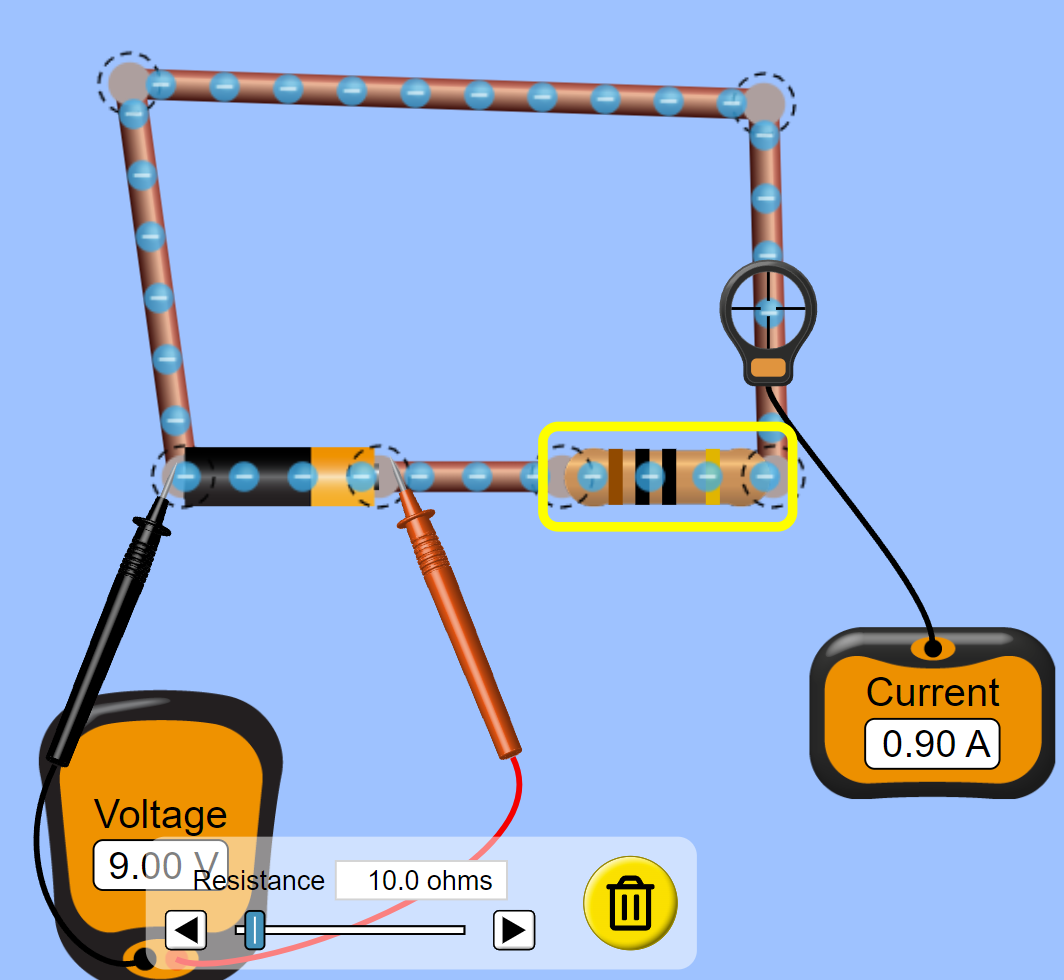 Current
0.90 A
Voltage
9.00 V
Resistance 10.0 ohms